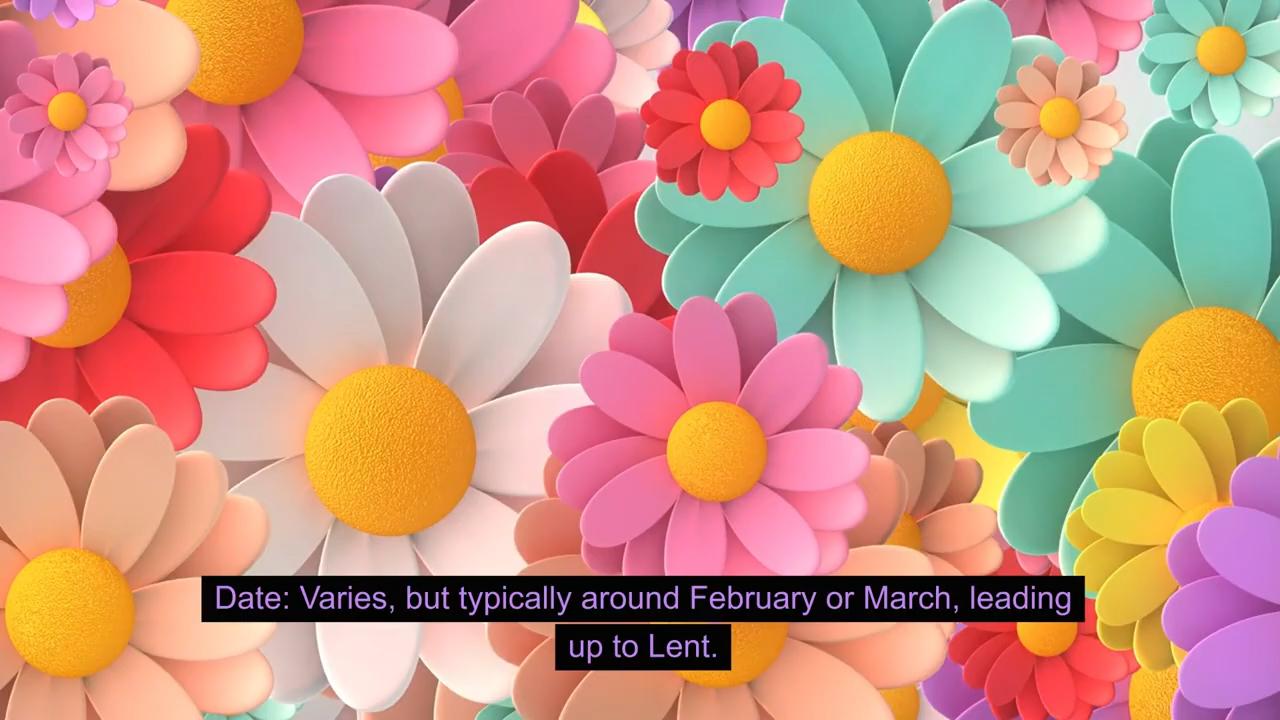 Date: Varies, but typically around February or March, leading
up to Lent.